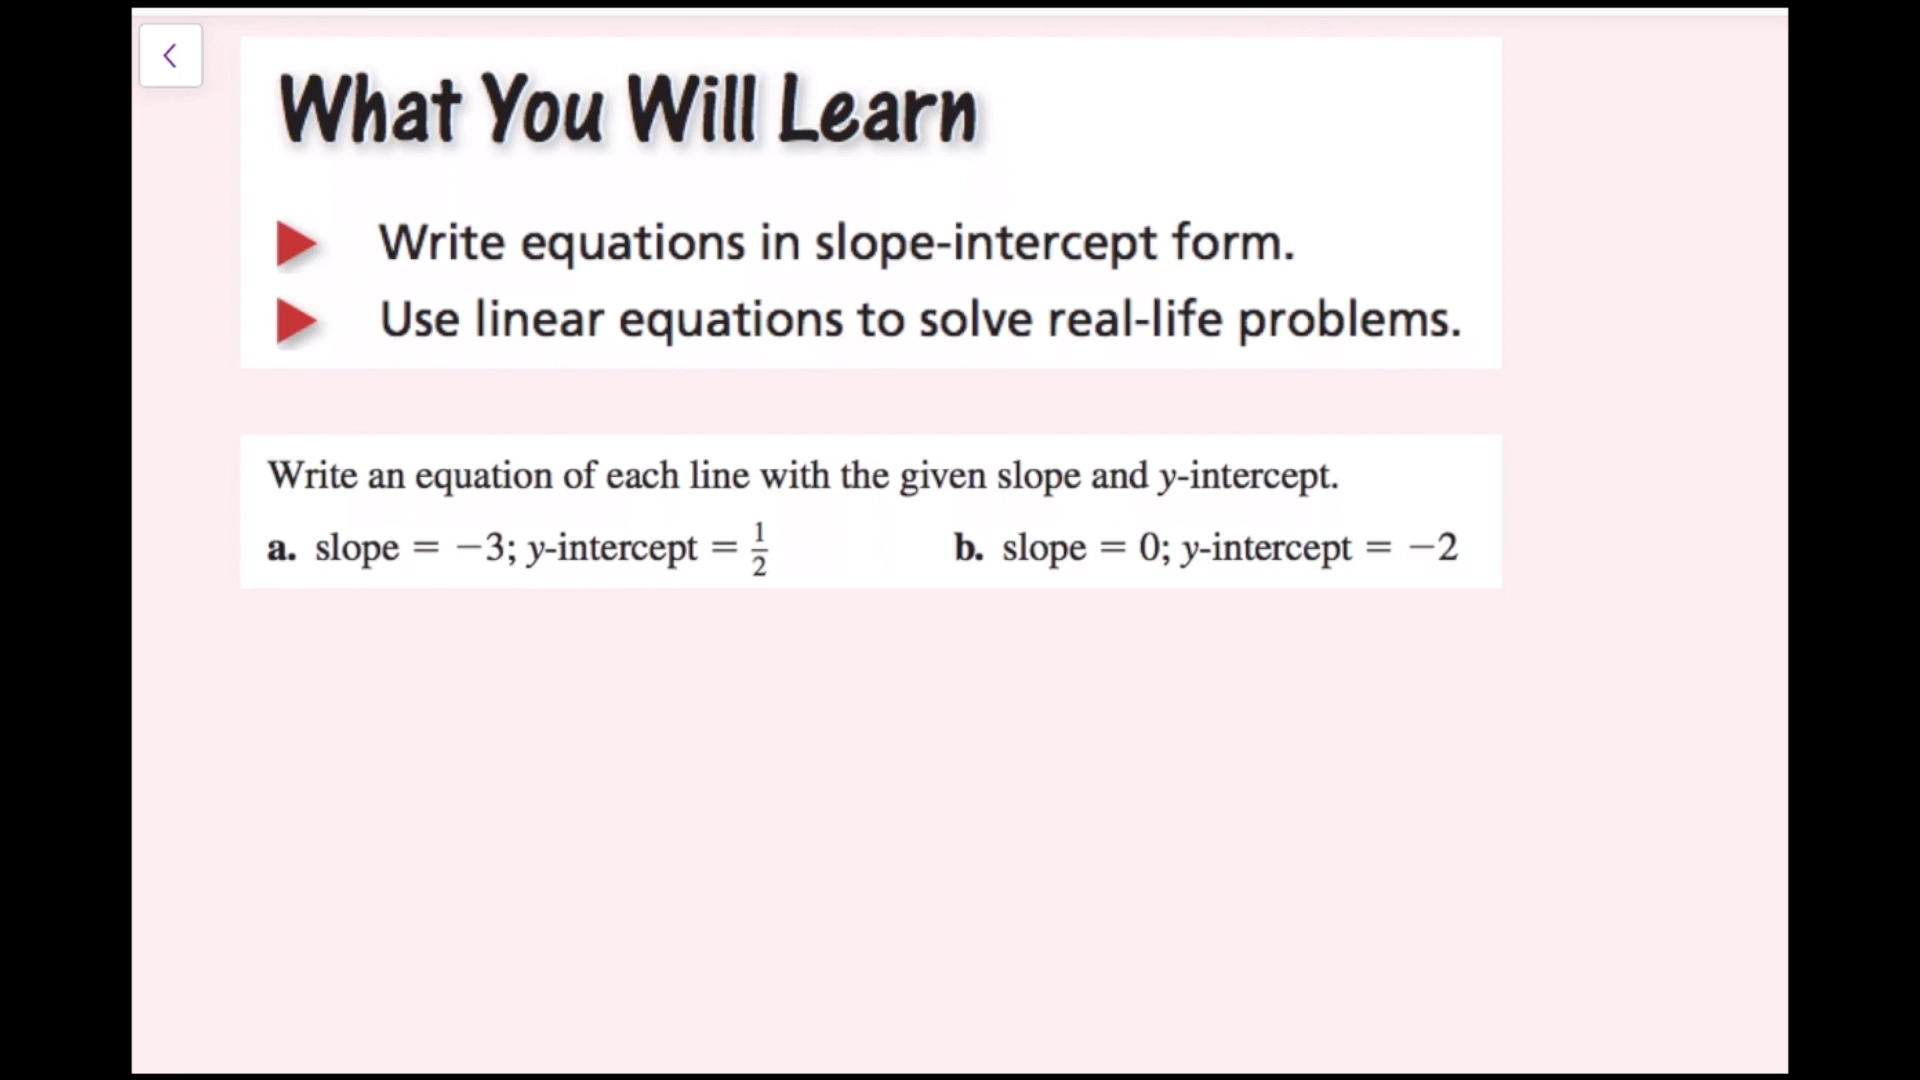 What You Will Learn
Write equations in slope-intercept form.
Use linear equations to solve real-life problems.
Write an equation of each line with the given slope and y-intercept.
a. slope = −3; y-intercept = 1/2 b. slope = 0; y-intercept = −2